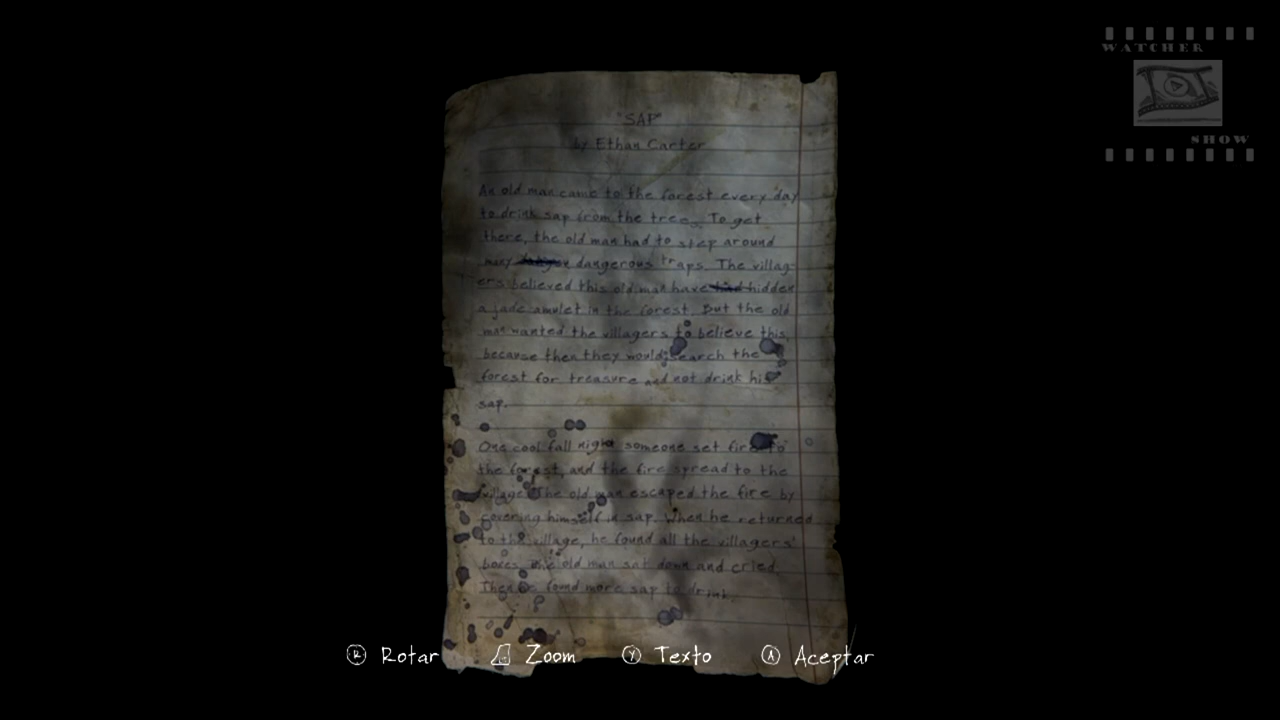 WATCHER
SHOW
"SAP"
by Ethan Carter
An old man came to the forest every day
to drink sap from the tree. To get
there, the old man had to step around
many dangerous traps. The villag-
ers believed this old man have hidden
a jade amulet in the forest. But the old
man wanted the villagers to believe this,
because then they would search the
forest for treasure and not drink his
sap.
One cool fall night someone set fire to
the forest, and the fire spread to the
village. The old man escaped the fire by
covering himself in sap. When he returned
to the village, he found all the villagers'
bones. The old man sat down and cried.
Then he found more sap to drink.
R Rotar
Zoom
Y Texto
A Aceptar